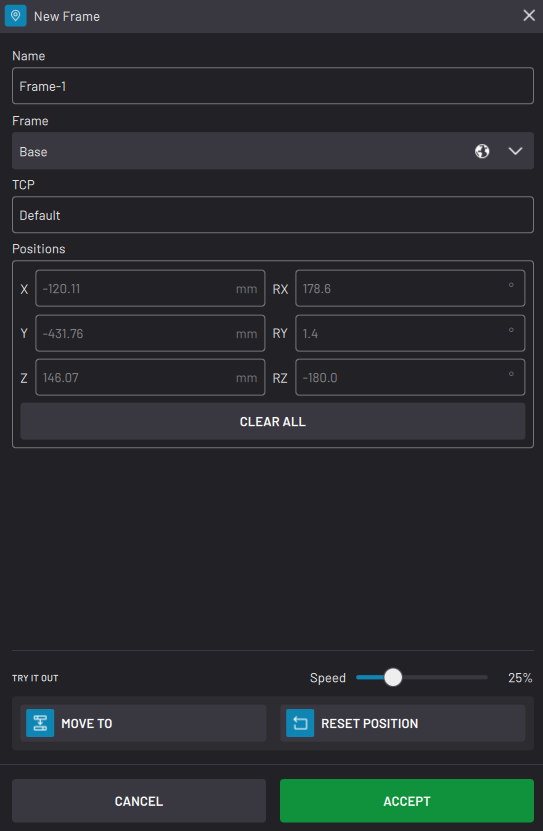 New Frame
Name
Frame-1
Frame
Base
TCP
Default
Positions
X -120.11 mm RX 178.6 °
Y -431.76 mm RY 1.4 °
Z 146.07 mm RZ -180.0 °
CLEAR ALL
TRY IT OUT Speed 25%
MOVE TO RESET POSITION
CANCEL ACCEPT